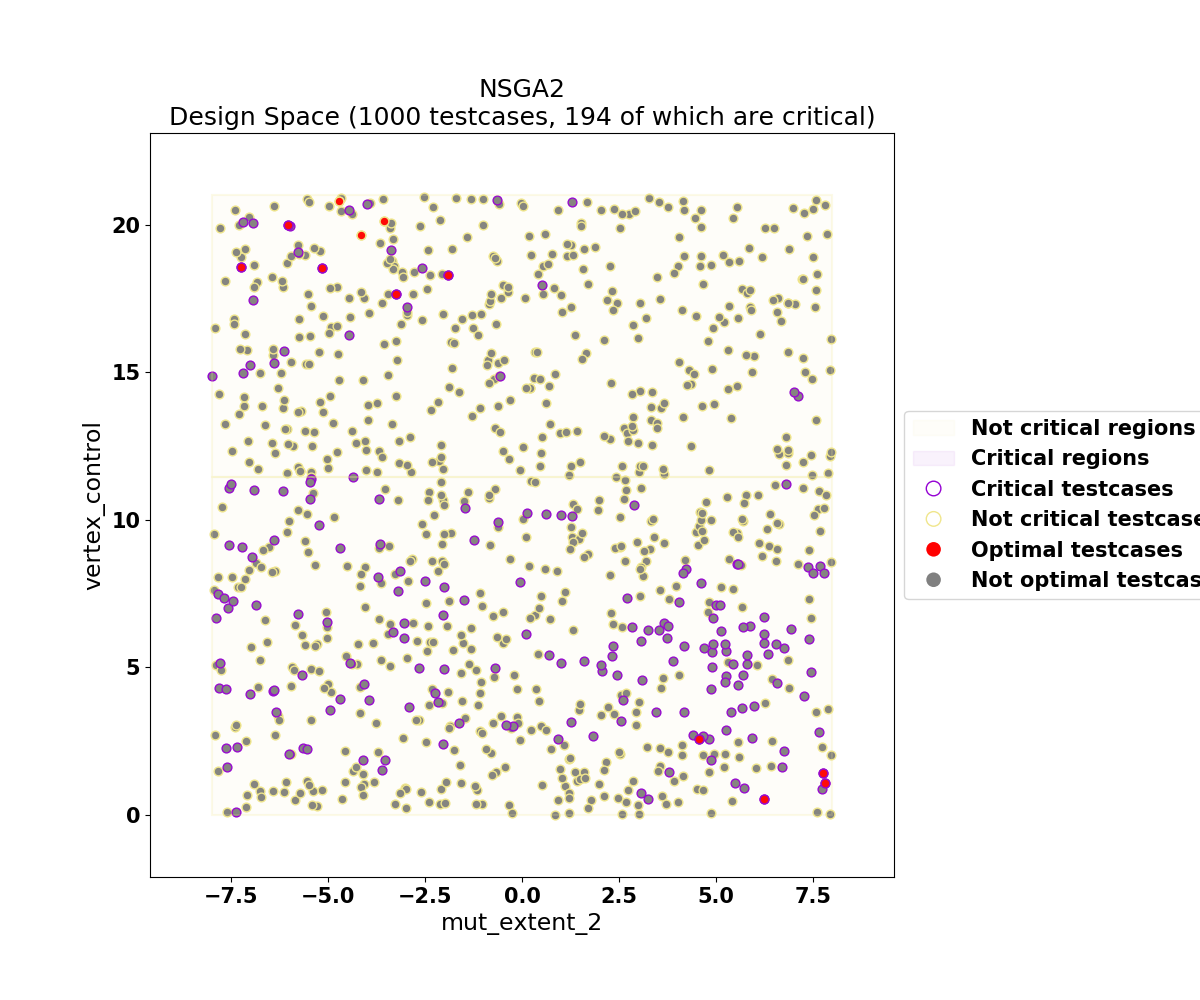 NSGA2
Design Space (1000 testcases, 194 of which are critical)
vertex_control
20
15
10
5
0
−7.5 −5.0 −2.5 0.0 2.5 5.0 7.5
mut_extent_2
Not critical regions
Critical regions
Critical testcases
Not critical testcase
Optimal testcases
Not optimal testcas